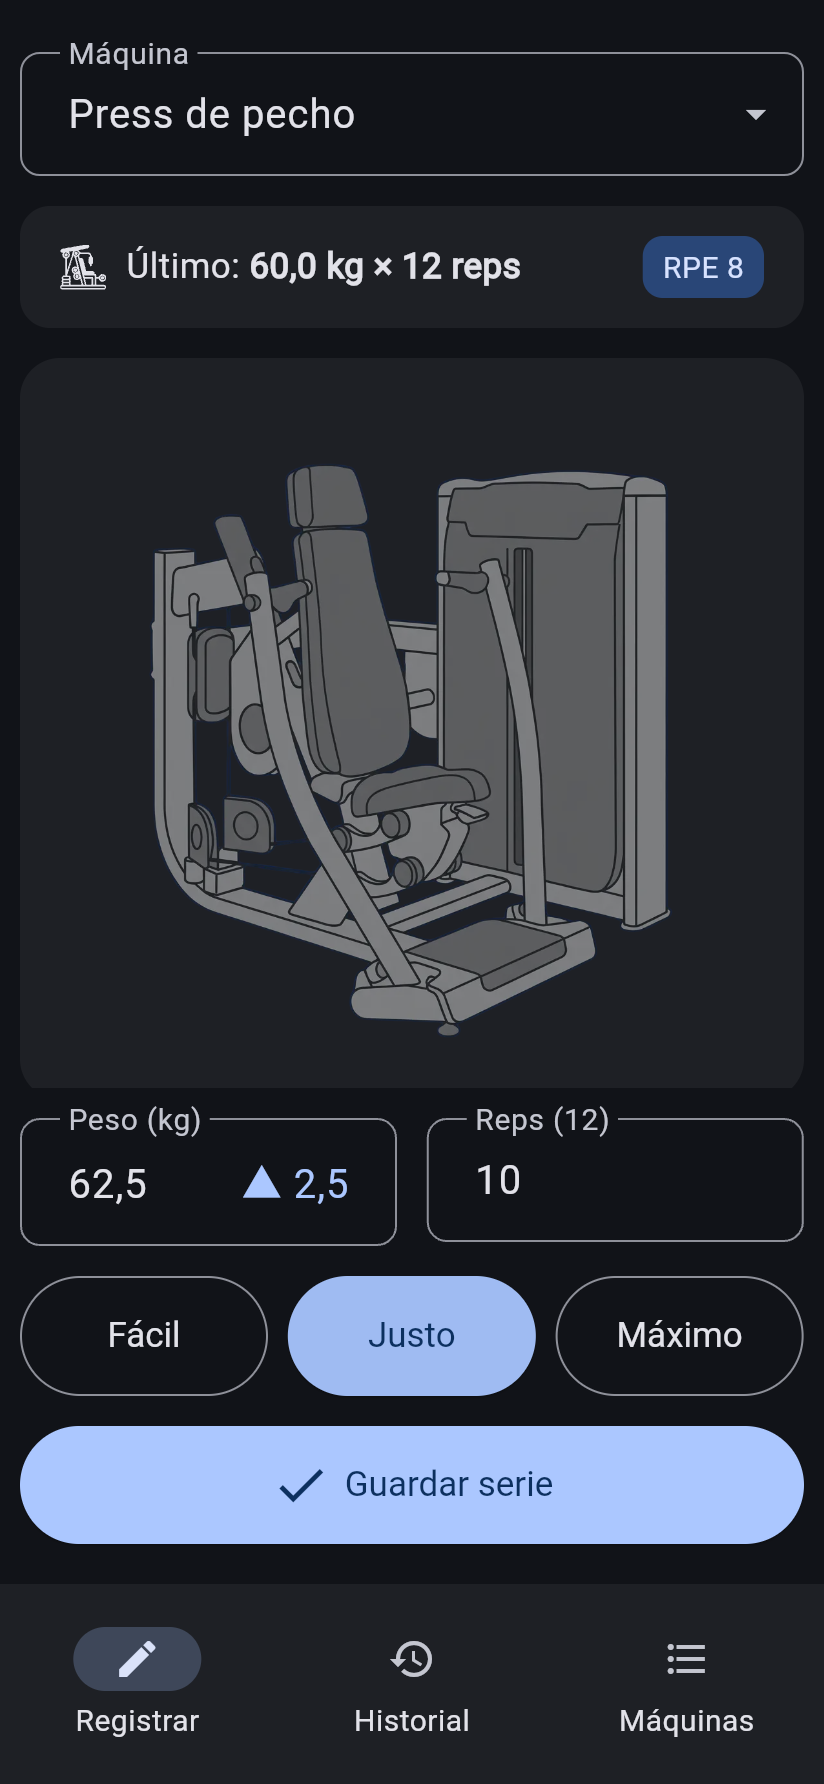 Máquina
Press de pecho
Último: 60,0 kg × 12 reps
RPE 8
Peso (kg)
62,5 ▲ 2,5
Reps (12)
10
Fácil
Justo
Máximo
Guardar serie
Registrar
Historial
Máquinas